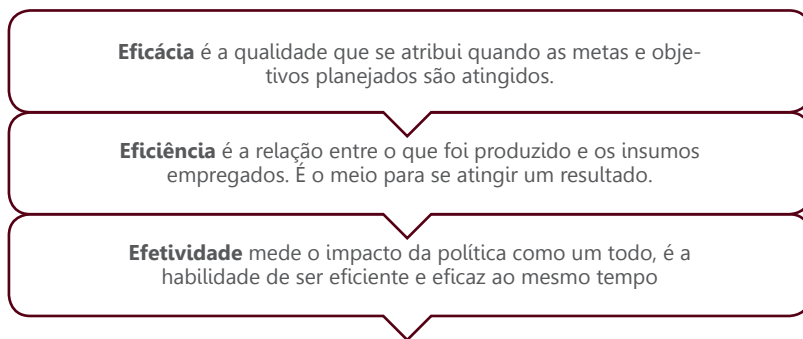 Eficácia é a qualidade que se atribui quando as metas e obje-
tivos planejados são atingidos.
Eficiência é a relação entre o que foi produzido e os insumos
empregados. É o meio para se atingir um resultado.
Efetividade mede o impacto da política como um todo, é a
habilidade de ser eficiente e eficaz ao mesmo tempo